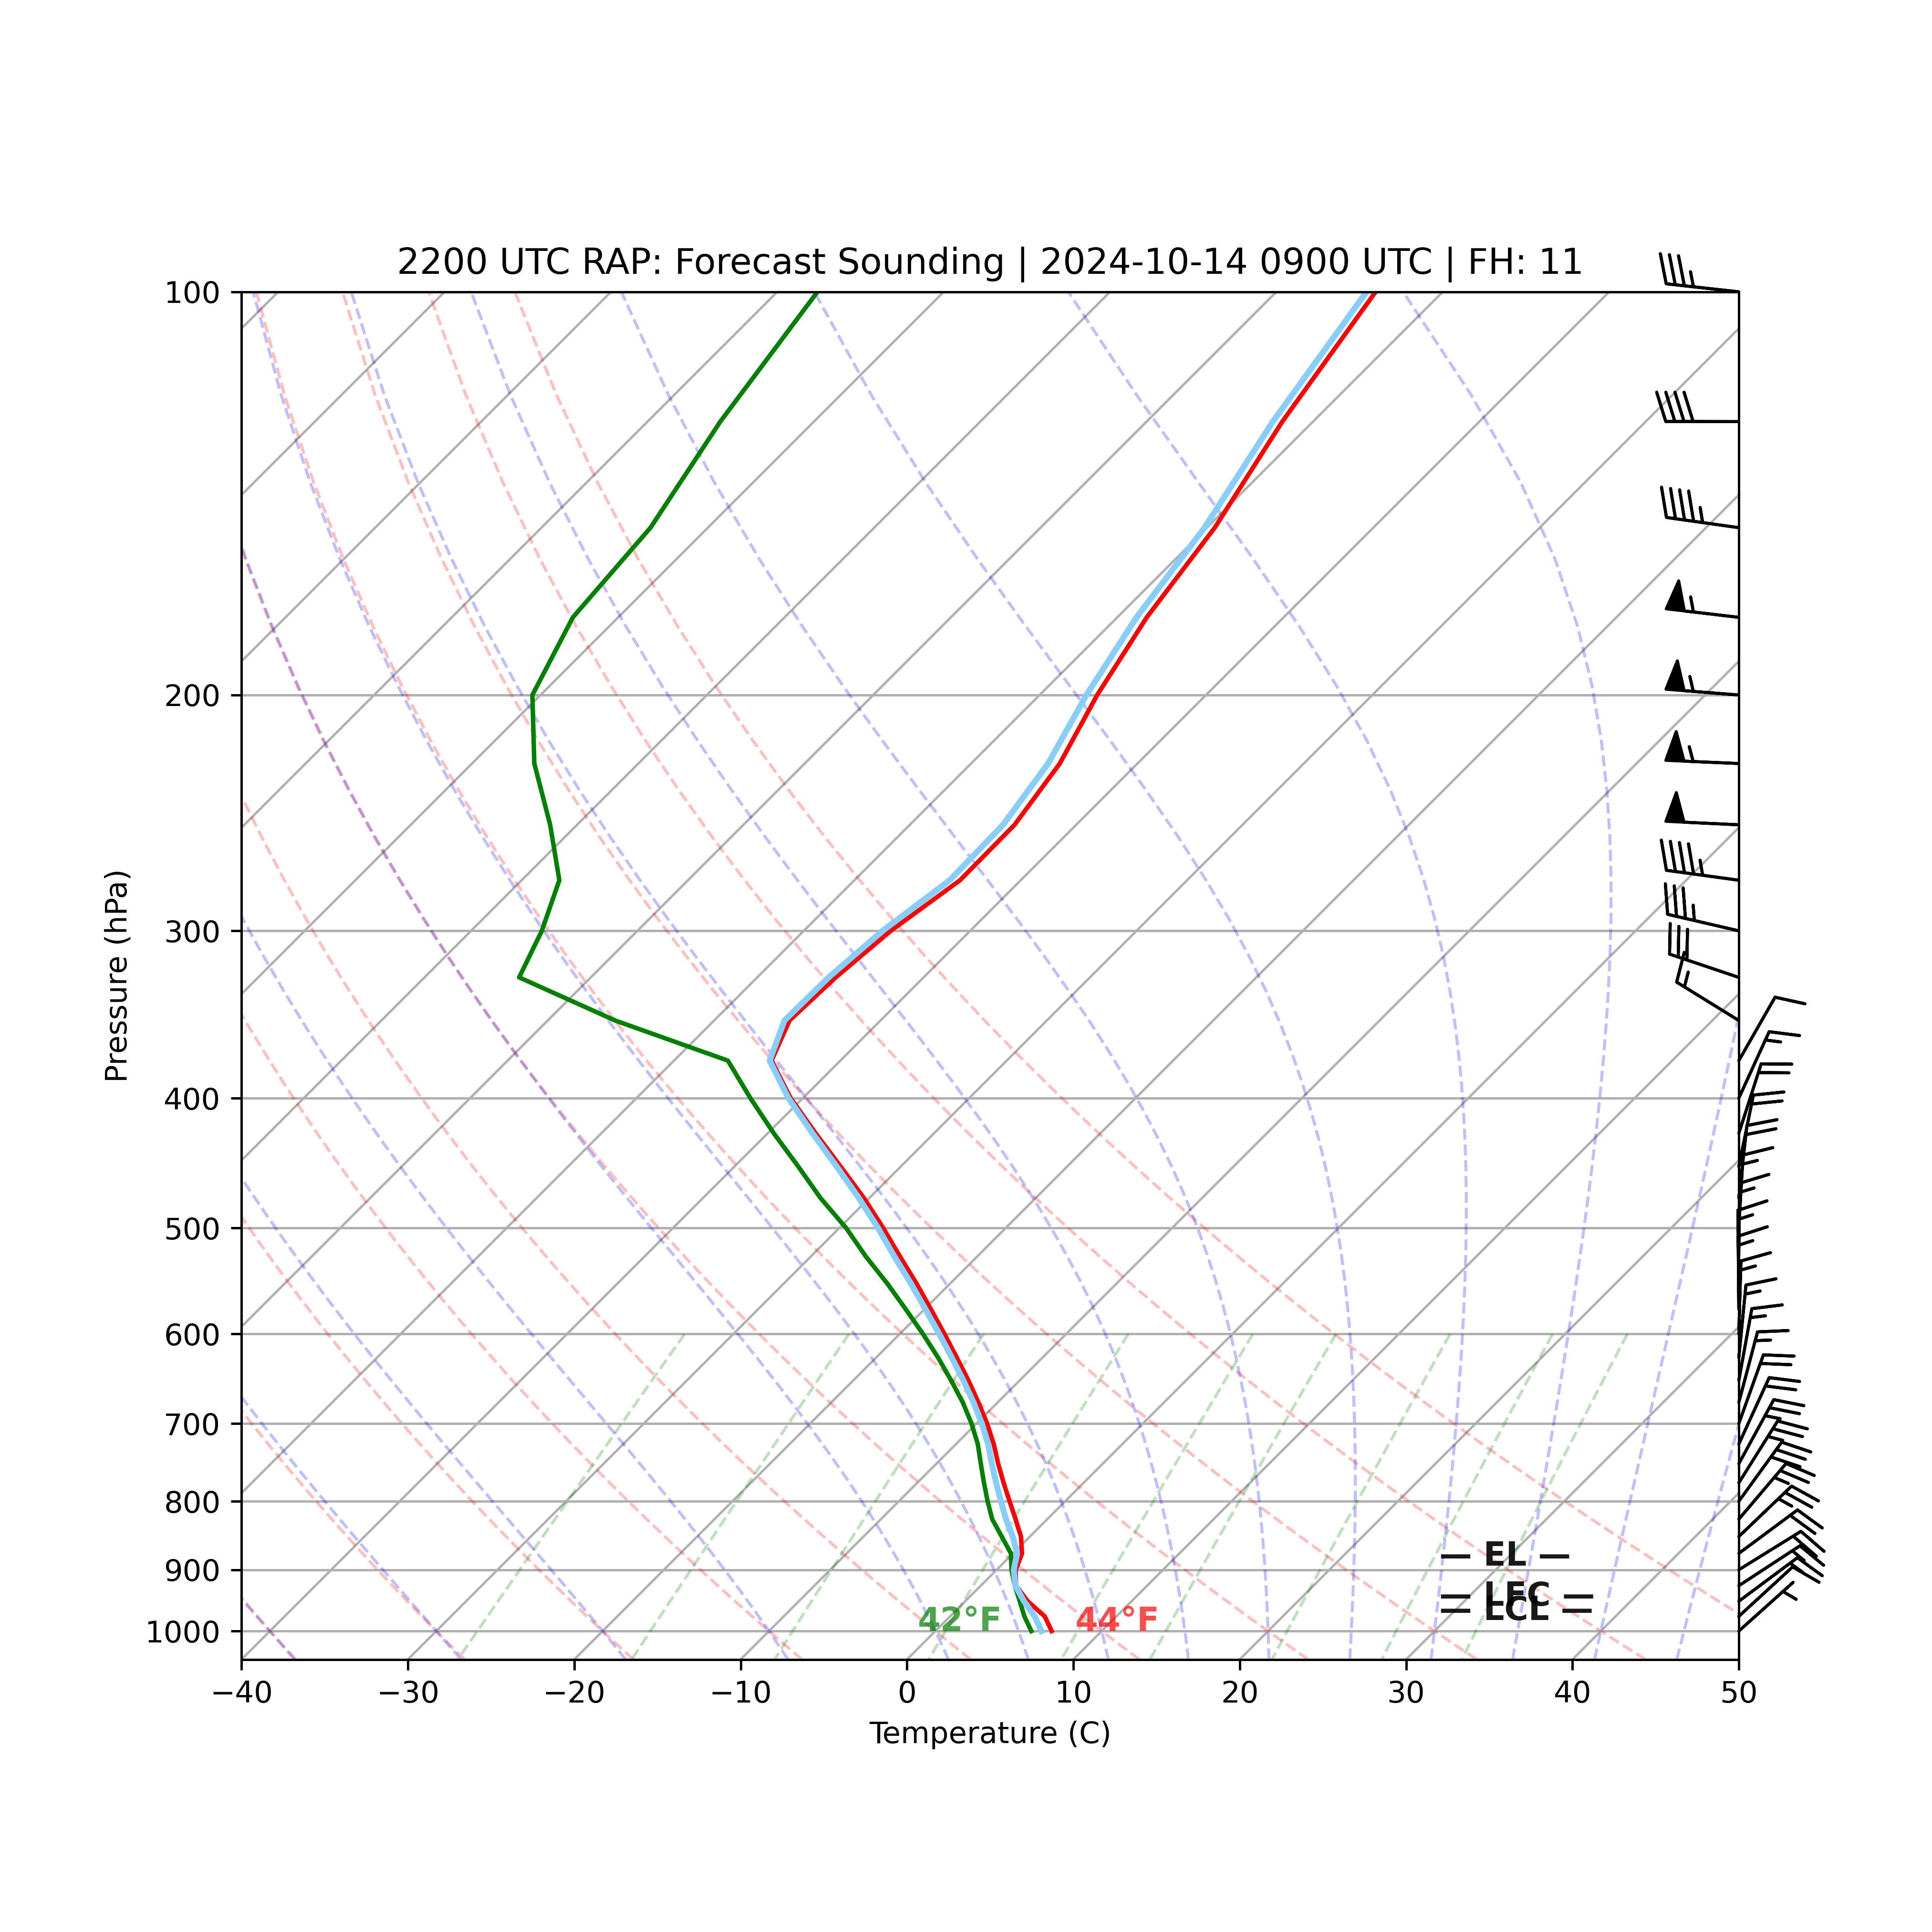 2200 UTC RAP: Forecast Sounding | 2024-10-14 0900 UTC | FH: 11
100
200
300
400
500
600
700
800
900
1000
Pressure (hPa)
— EL —
— LFC —
— LCL —
42°F
44°F
−40 −30 −20 −10 0 10 20 30 40 50
Temperature (C)